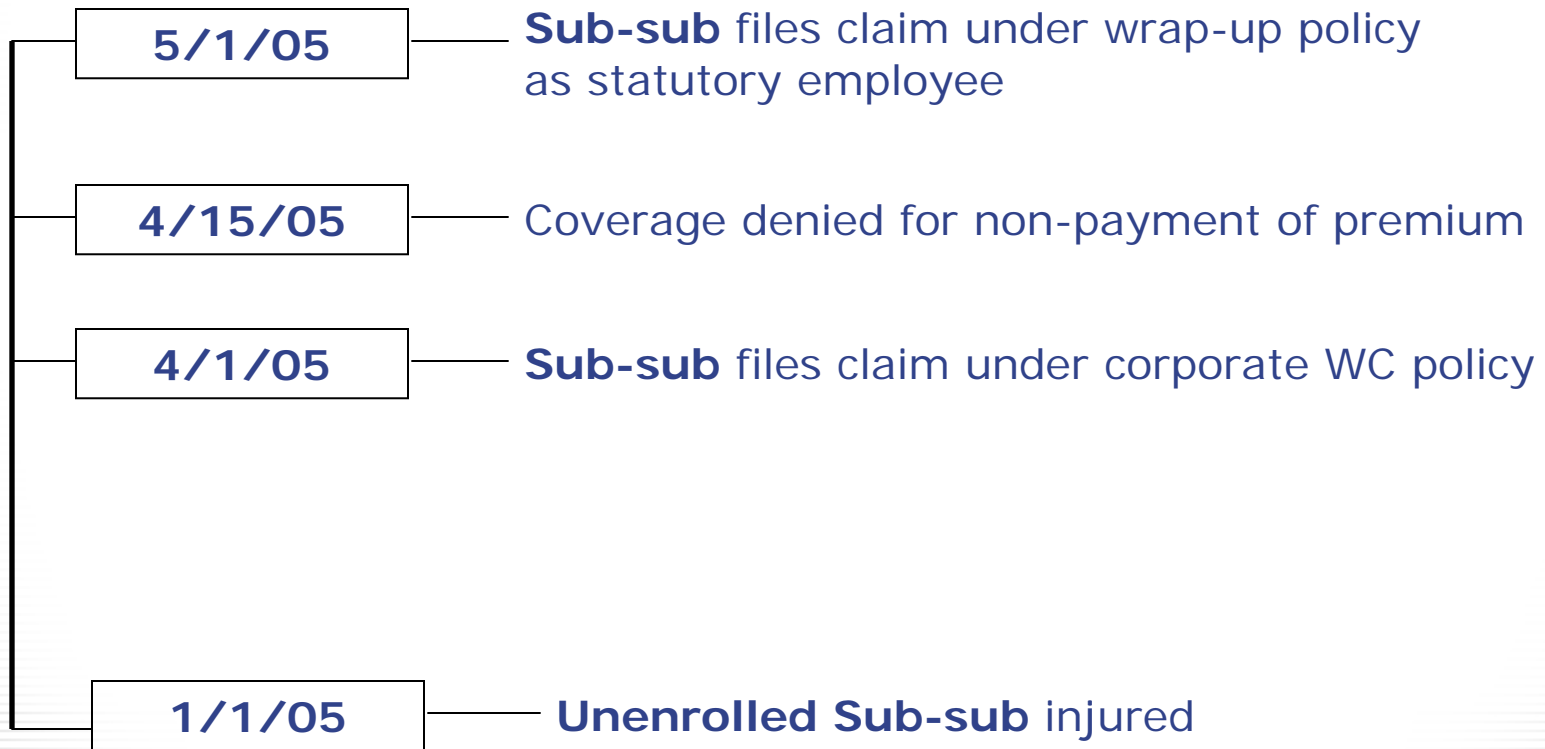 5/1/05
Sub-sub files claim under wrap-up policy
as statutory employee
4/15/05
Coverage denied for non-payment of premium
4/1/05
Sub-sub files claim under corporate WC policy
1/1/05
Unenrolled Sub-sub injured